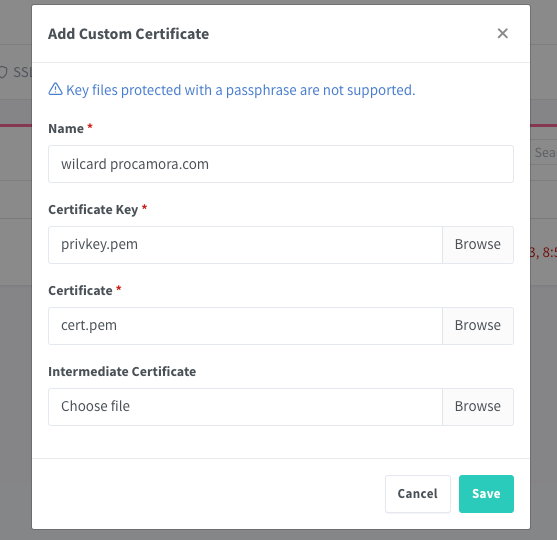 Add Custom Certificate
SSL
Key files protected with a passphrase are not supported.
Name *
wilcard procamora.com
Sea
Certificate Key *
privkey.pem
Browse
3, 8:5
Certificate *
cert.pem
Browse
Intermediate Certificate
Choose file
Browse
Cancel
Save